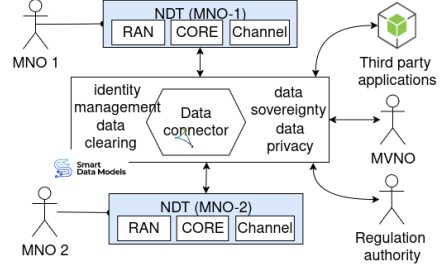 NDT (MNO-1)
RAN
CORE
Channel
MNO 1
Third party
applications
identity
management
data
clearing
Data
connector
data
sovereignty
data
privacy
MVNO
Smart
Data Models
NDT (MNO-2)
RAN
CORE
Channel
MNO 2
Regulation
authority